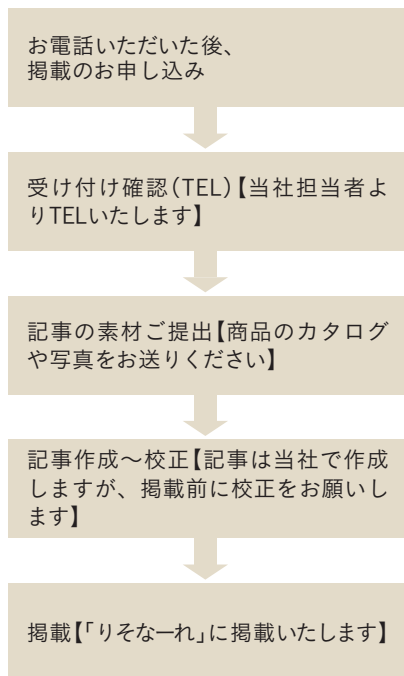 お電話いただいた後、
掲載のお申し込み
受け付け確認(TEL)【当社担当者よ
りTELいたします】
記事の素材ご提出【商品のカタログ
や写真をお送りください】
記事作成～校正【記事は当社で作成
しますが、掲載前に校正をお願いし
ます】
掲載【「りそなーれ」に掲載いたします】